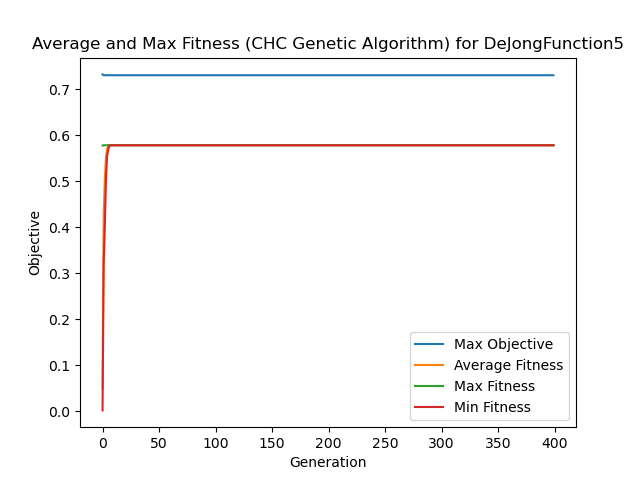 Average and Max Fitness (CHC Genetic Algorithm) for DeJongFunction5
0.7
0.6
0.5
0.4
0.3
0.2
0.1
0.0
Objective
Max Objective
Average Fitness
Max Fitness
Min Fitness
0 50 100 150 200 250 300 350 400
Generation